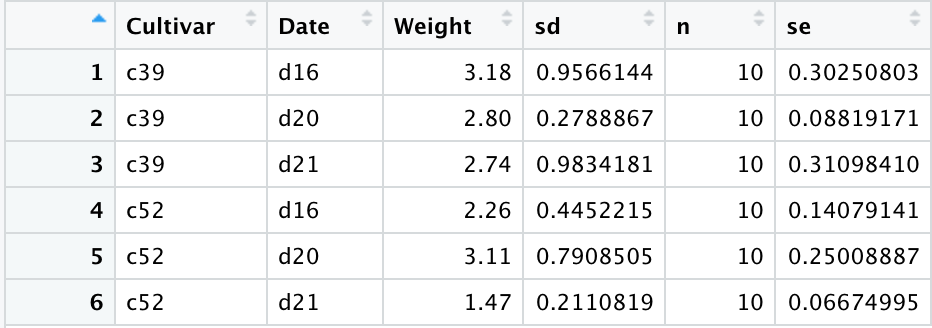 Cultivar Date Weight sd n se
1 c39 d16 3.18 0.9566144 10 0.30250803
2 c39 d20 2.80 0.2788867 10 0.08819171
3 c39 d21 2.74 0.9834181 10 0.31098410
4 c52 d16 2.26 0.4452215 10 0.14079141
5 c52 d20 3.11 0.7908505 10 0.25008887
6 c52 d21 1.47 0.2110819 10 0.06674995